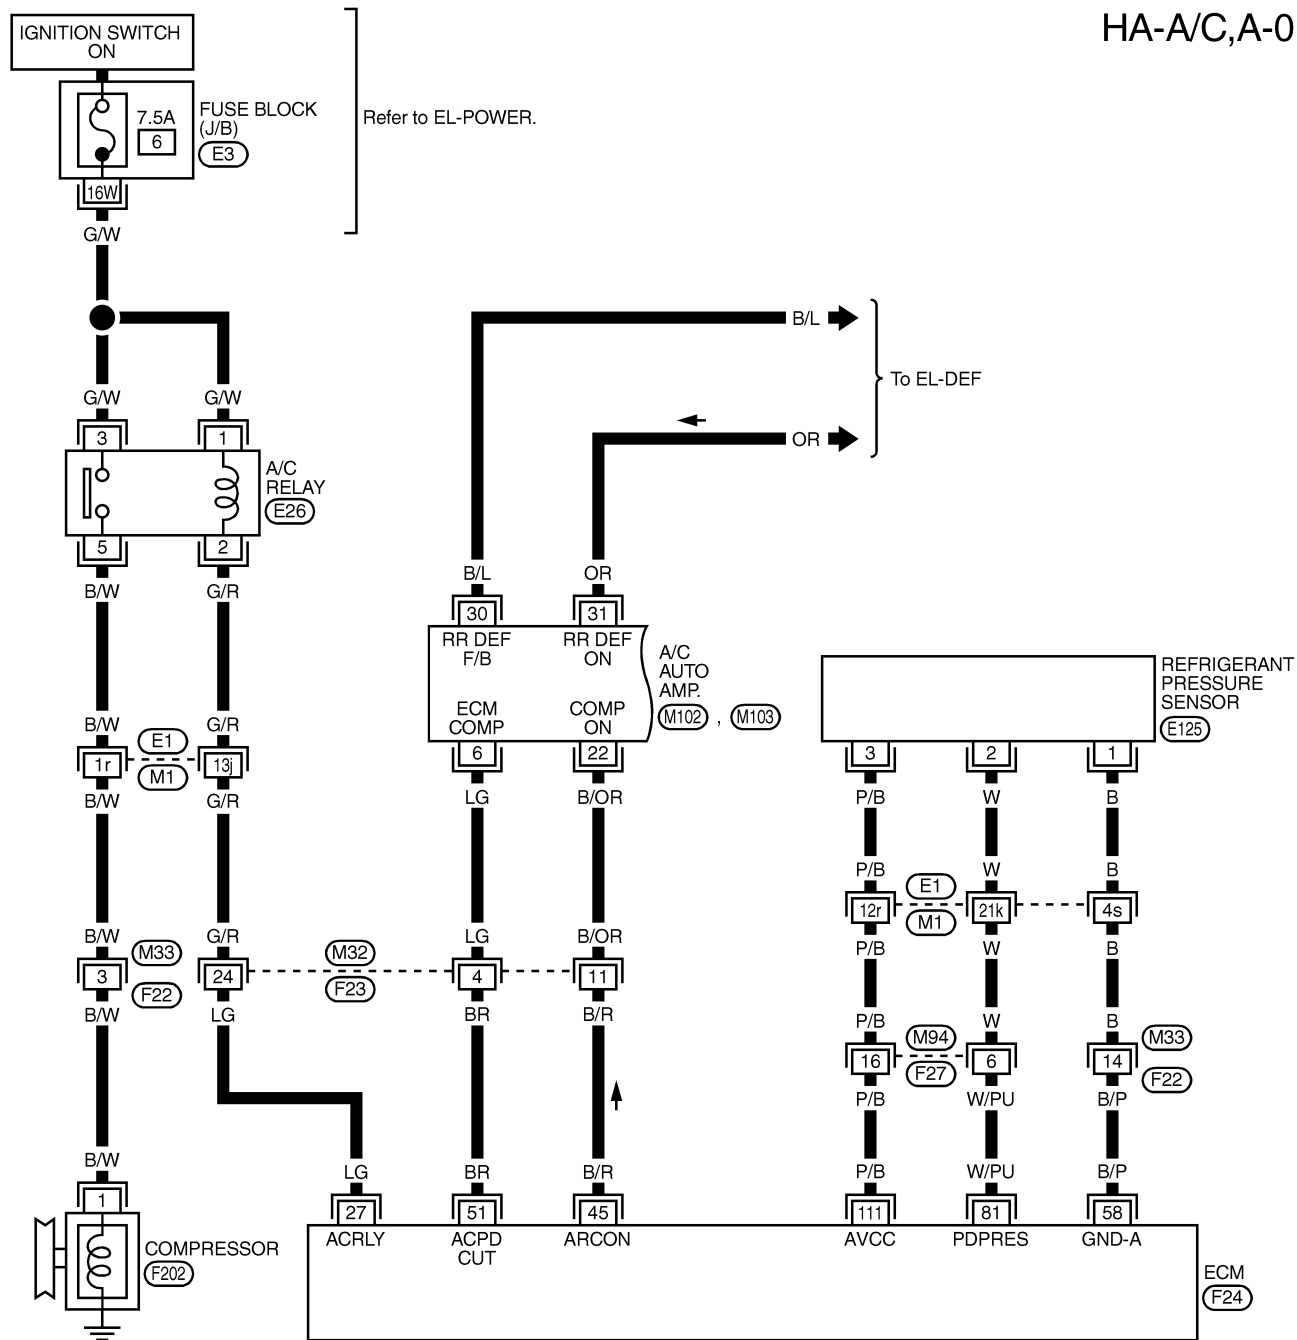 HA-A/C,A-0
IGNITION SWITCH
ON
7.5A
6
FUSE BLOCK
(J/B)
E3
Refer to EL-POWER.
16W
G/W
B/L
To EL-DEF
OR
G/W
G/W
3
1
A/C
RELAY
E26
5
2
B/W
G/R
B/L
OR
30
31
RR DEF
F/B
RR DEF
ON
A/C
AUTO
AMP.
M102 , M103
ECM
COMP
COMP
ON
6
22
REFRIGERANT
PRESSURE
SENSOR
E125
3
2
1
B/W
G/R
1r
E1
M1
13j
B/W
G/R
LG
B/OR
P/B
W
B
P/B
W
B
12r
E1
M1
21k
4s
P/B
W
B
B/W
G/R
LG
B/OR
3
M33
F22
24
M32
F23
4
11
B/W
LG
BR
B/R
P/B
W
B
16
M94
F27
6
14
M33
F22
P/B
W/PU
B/P
B/W
LG
BR
B/R
P/B
W/PU
B/P
1
COMPRESSOR
F202
27
51
45
111
81
58
ACRLY
ACPD
CUT
ARCON
AVCC
PDPRES
GND-A
ECM
F24